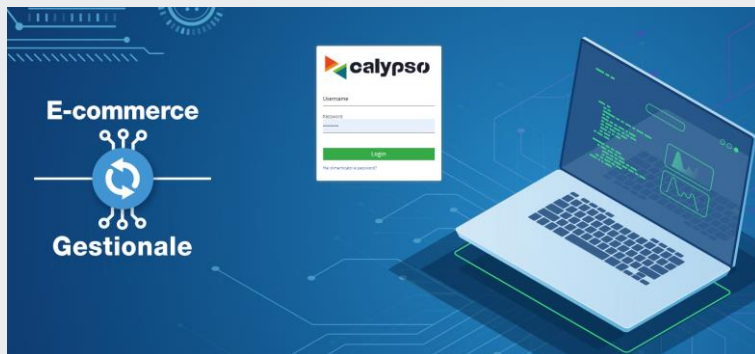 calypso
E-commerce
Username
Password
Login
Gestionale